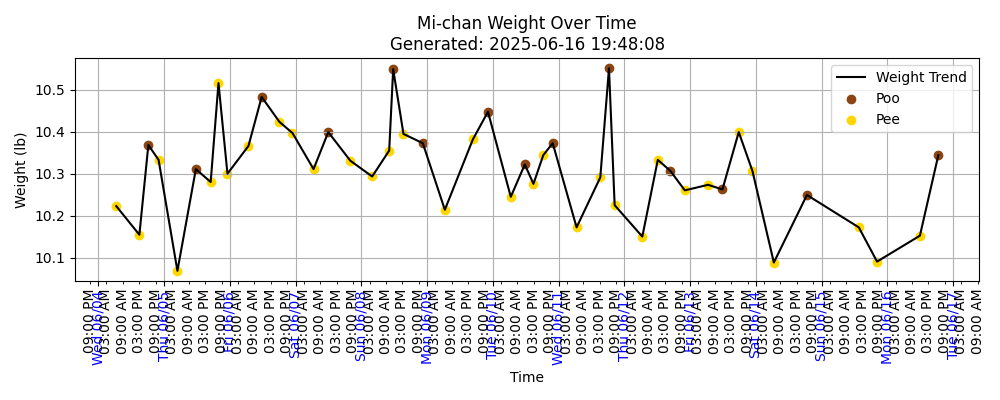 Mi-chan Weight Over Time
Generated: 2025-06-16 19:48:08
Weight Trend
Poo
Pee
Weight (lb)
10.5
10.4
10.3
10.2
10.1
09:00 PM
Wed 06/04
03:00 AM
09:00 AM
03:00 PM
09:00 PM
Thu 06/05
03:00 AM
09:00 AM
03:00 PM
09:00 PM
Fri 06/06
03:00 AM
09:00 AM
03:00 PM
09:00 PM
Sat 06/07
03:00 AM
09:00 AM
03:00 PM
09:00 PM
Sun 06/08
03:00 AM
09:00 AM
03:00 PM
09:00 PM
Mon 06/09
03:00 AM
09:00 AM
03:00 PM
09:00 PM
Tue 06/10
03:00 AM
09:00 AM
03:00 PM
09:00 PM
Wed 06/11
03:00 AM
09:00 AM
03:00 PM
09:00 PM
Thu 06/12
03:00 AM
09:00 AM
03:00 PM
09:00 PM
Fri 06/13
03:00 AM
09:00 AM
03:00 PM
09:00 PM
Sat 06/14
03:00 AM
09:00 AM
03:00 PM
09:00 PM
Sun 06/15
03:00 AM
09:00 AM
03:00 PM
09:00 PM
Mon 06/16
03:00 AM
09:00 AM
03:00 PM
09:00 PM
Tue 06/17
03:00 AM
09:00 AM
Time